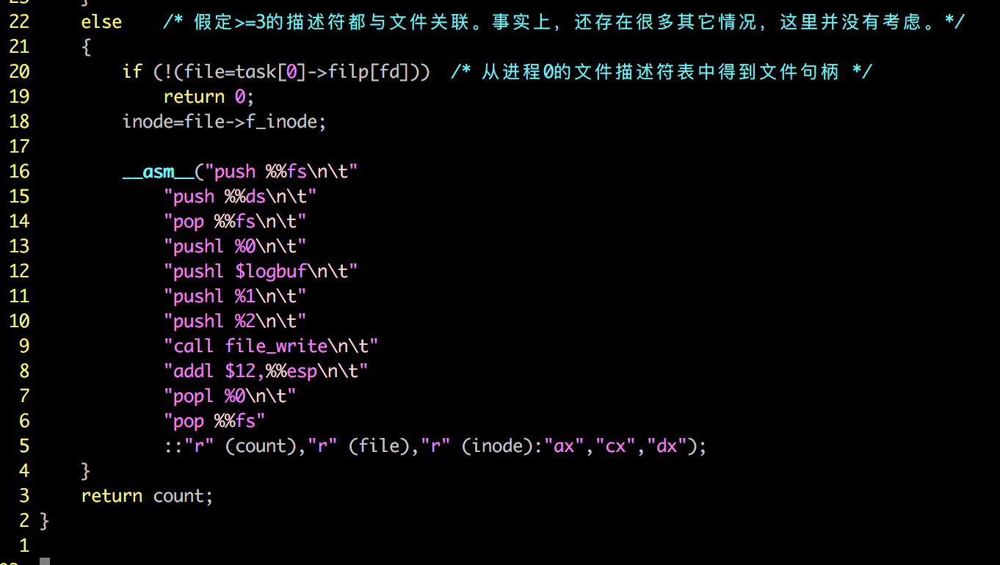 }
22 else /* 假定>=3的描述符都与文件关联。事实上，还存在很多其它情况，这里并没有考虑。*/
21 {
20 if (!(file=task[0]->filp[fd])) /* 从进程0的文件描述符表中得到文件句柄 */
19 return 0;
18 inode=file->f_inode;
17
16 __asm__("push %%fs\n\t"
15 "push %%ds\n\t"
14 "pop %%fs\n\t"
13 "pushl %0\n\t"
12 "pushl $logbuf\n\t"
11 "pushl %1\n\t"
10 "pushl %2\n\t"
9 "call file_write\n\t"
8 "addl $12,%%esp\n\t"
7 "popl %0\n\t"
6 "pop %%fs"
5 ::"r" (count),"r" (file),"r" (inode):"ax","cx","dx");
4 }
3 return count;
2 }
1